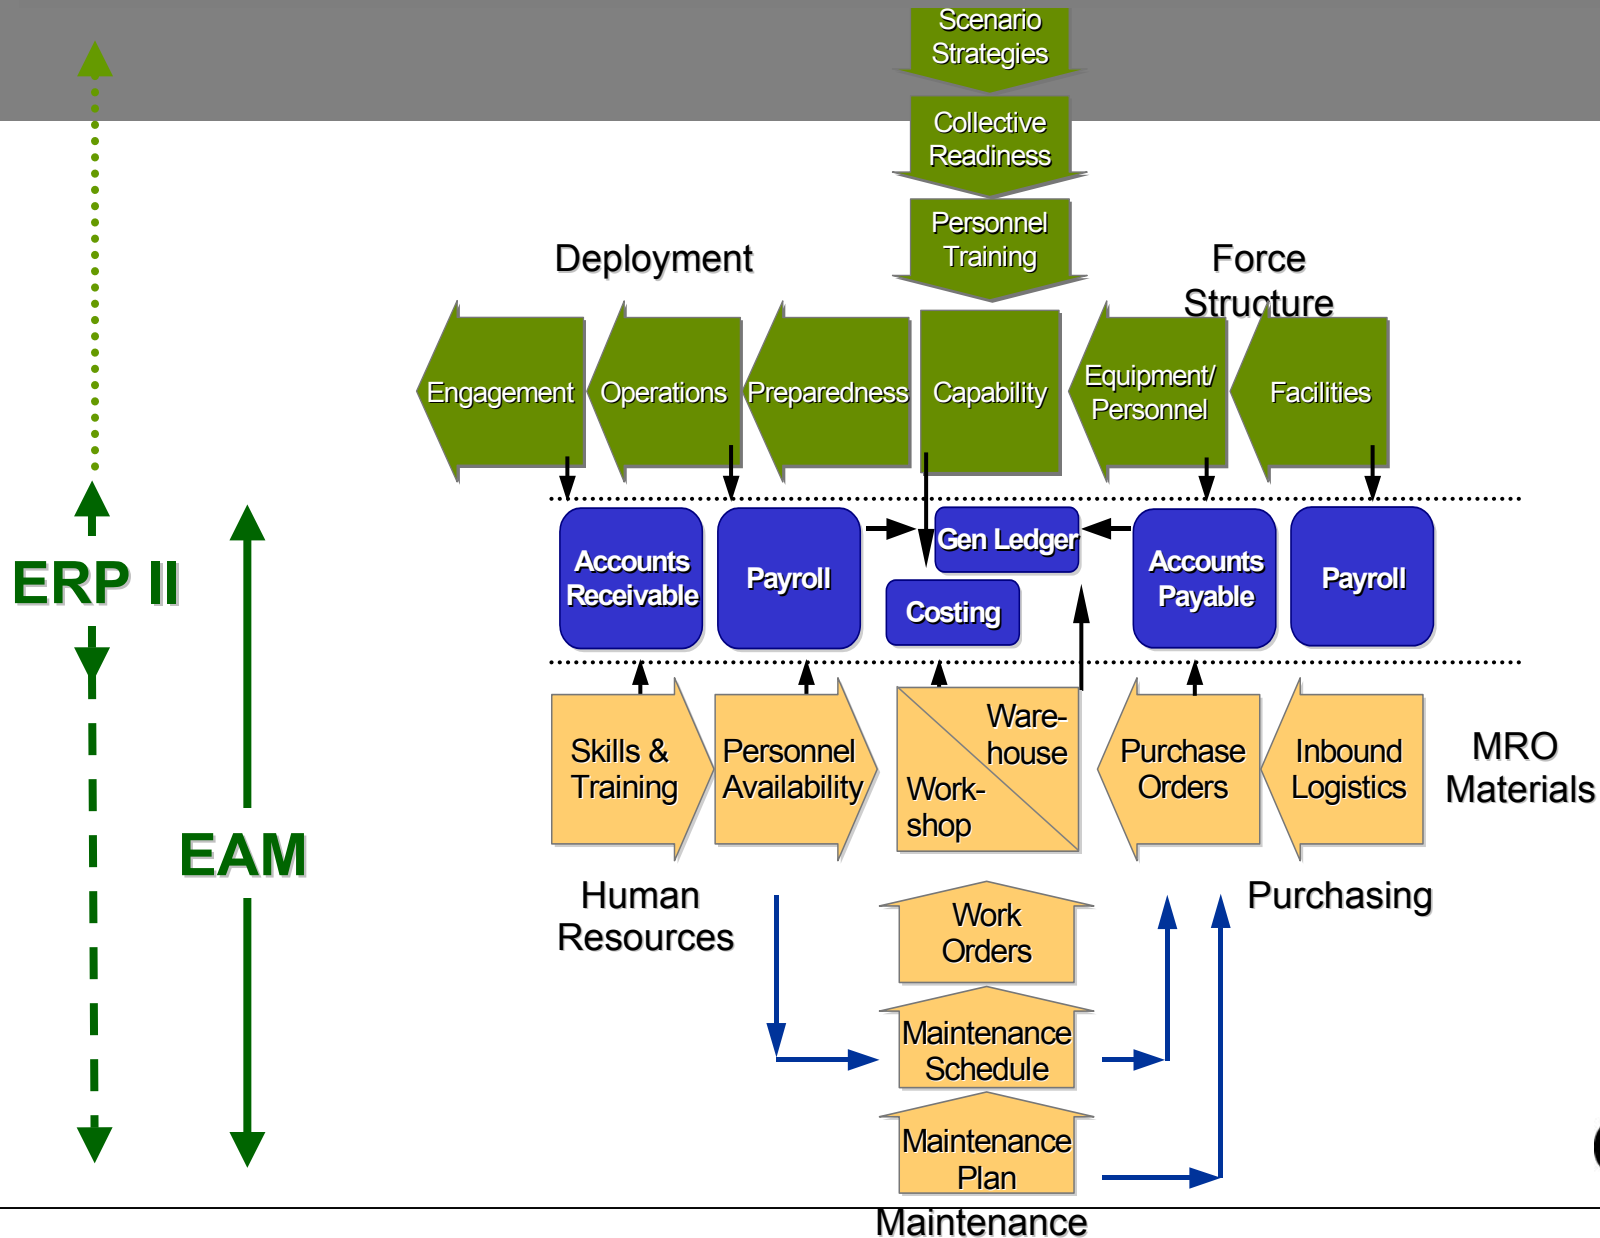 Scenario
Strategies
Collective
Readiness
Personnel
Training
Deployment
Force
Structure
Engagement
Operations
Preparedness
Capability
Equipment/
Personnel
Facilities
ERP II
Accounts
Receivable
Payroll
Gen Ledger
Costing
Accounts
Payable
Payroll
EAM
Skills &
Training
Personnel
Availability
Ware-
house
Work-
shop
Purchase
Orders
Inbound
Logistics
MRO
Materials
Human
Resources
Purchasing
Work
Orders
Maintenance
Schedule
Maintenance
Plan
Maintenance